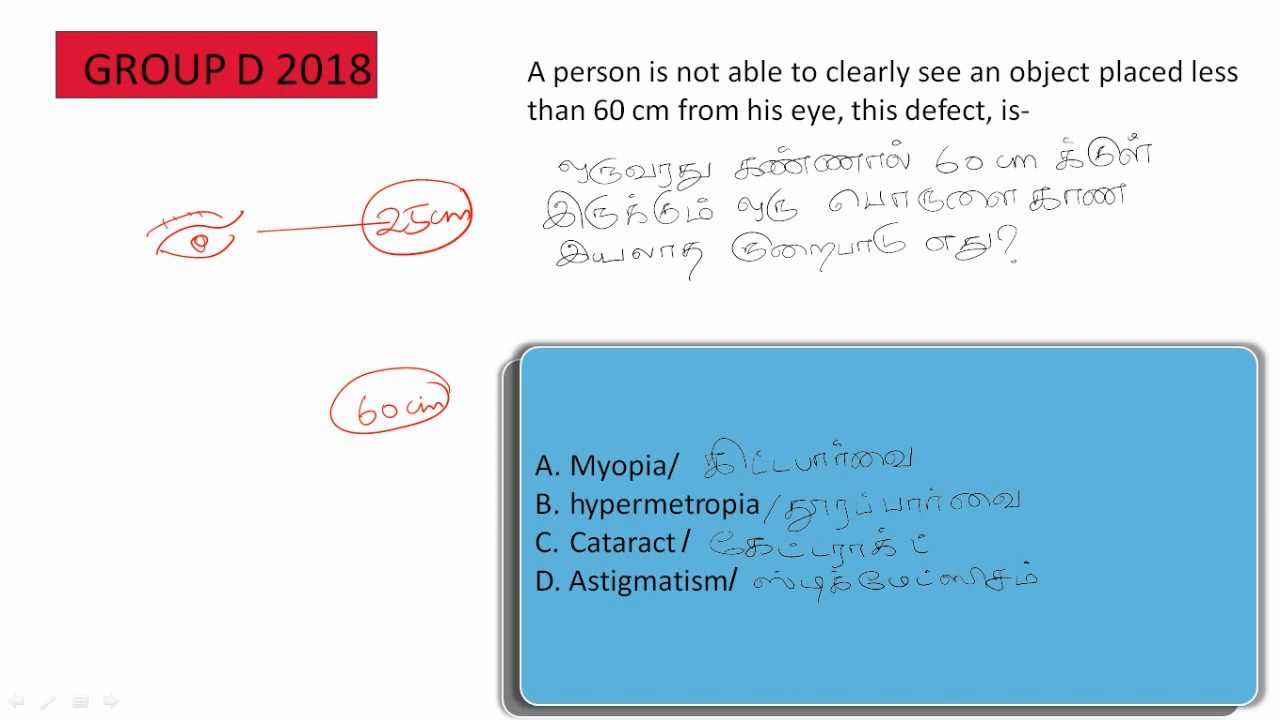 GROUP D 2018
A person is not able to clearly see an object placed less
than 60 cm from his eye, this defect, is-
ஒருவரது கண்ணால் 60 cm க்குள்
இருக்கும் ஒரு பொருளை காண
இயலாத குறைபாடு எது?
25cm
60cm
A. Myopia/ கிட்டபார்வை
B. hypermetropia /தூரப்பார்வை
C. Cataract/ கேட்டராக்ட்
D. Astigmatism/ ஸ்டிக்மேட்ஸிசம்